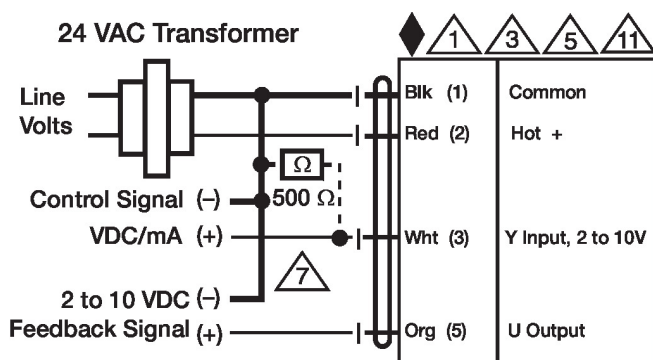 24 VAC Transformer
1 3 5 11
Line
Volts
Blk (1) Common
Red (2) Hot +
Ω
500 Ω
Control Signal (-)
VDC/mA (+)
Wht (3) Y Input, 2 to 10V
7
2 to 10 VDC (-)
Feedback Signal (+)
Org (5) U Output